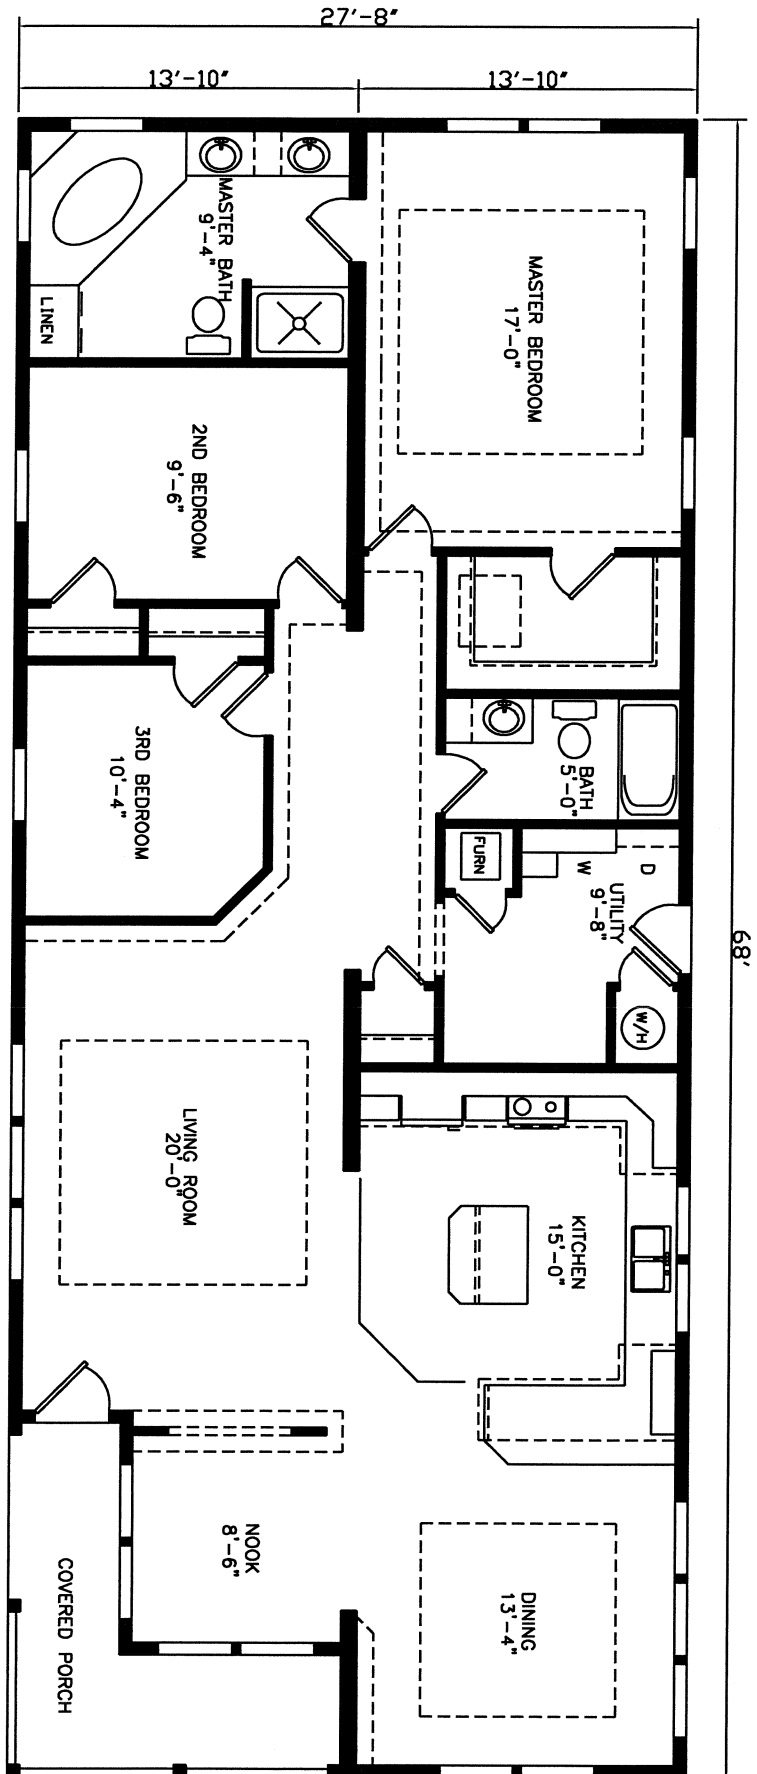 27'-8"
13'-10"
13'-10"
MASTER BATH
9'-4"
LINEN
MASTER BEDROOM
17'-0"
2ND BEDROOM
9'-6"
3RD BEDROOM
10'-4"
BATH
5'-0"
FURN
W
D
UTILITY
9'-8"
68'
W/H
LIVING ROOM
20'-0"
KITCHEN
15'-0"
NOOK
8'-6"
DINING
13'-4"
COVERED PORCH